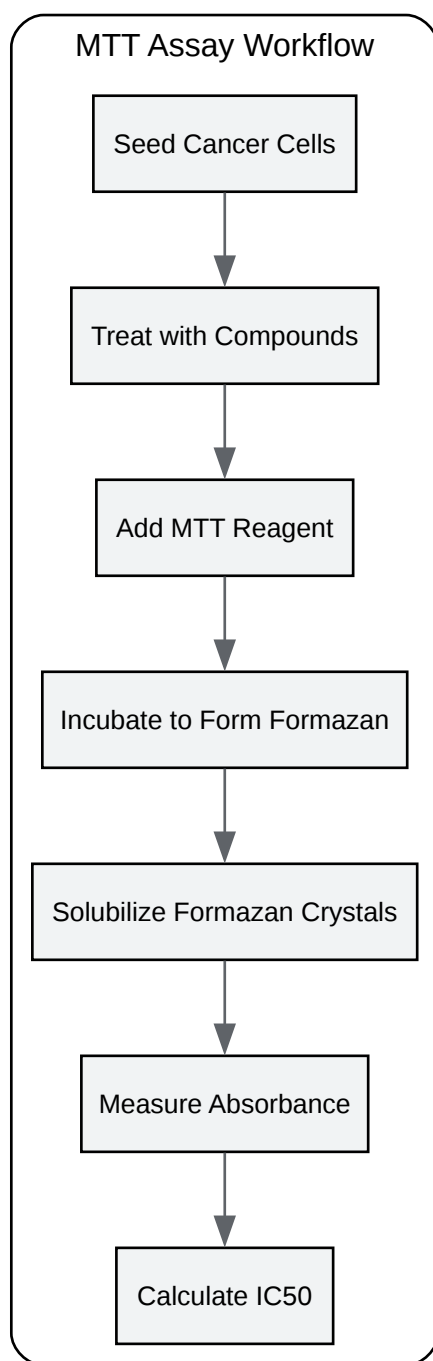 MTT Assay Workflow
Seed Cancer Cells
Treat with Compounds
Add MTT Reagent
Incubate to Form Formazan
Solubilize Formazan Crystals
Measure Absorbance
Calculate IC50